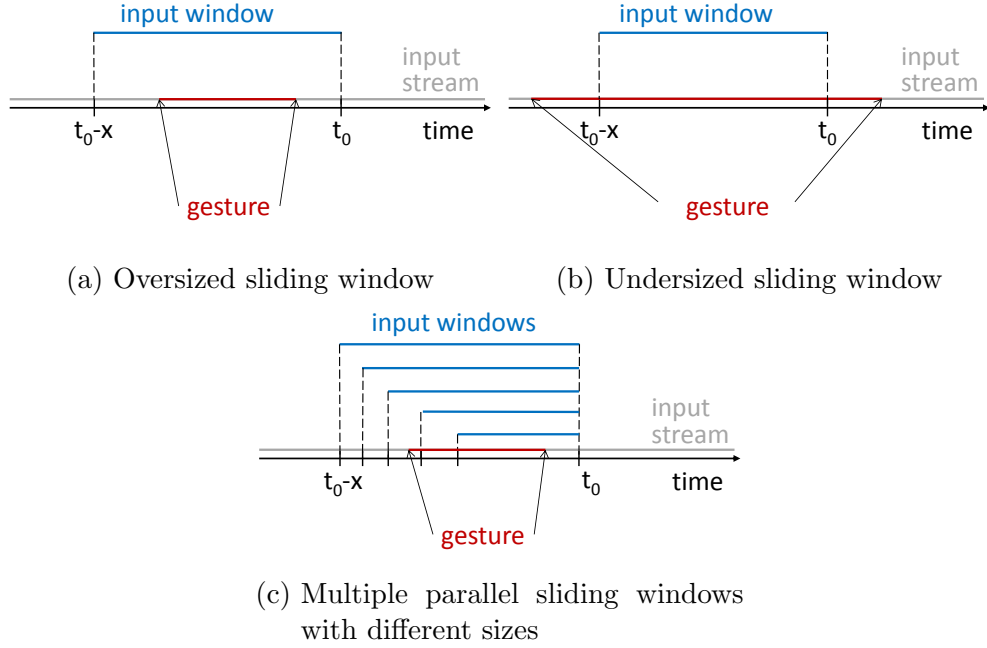 input window
input
stream
t₀-x
t₀
time
gesture
(a) Oversized sliding window
input window
input
stream
t₀-x
t₀
time
gesture
(b) Undersized sliding window
input windows
input
stream
t₀-x
t₀
time
gesture
(c) Multiple parallel sliding windows
with different sizes